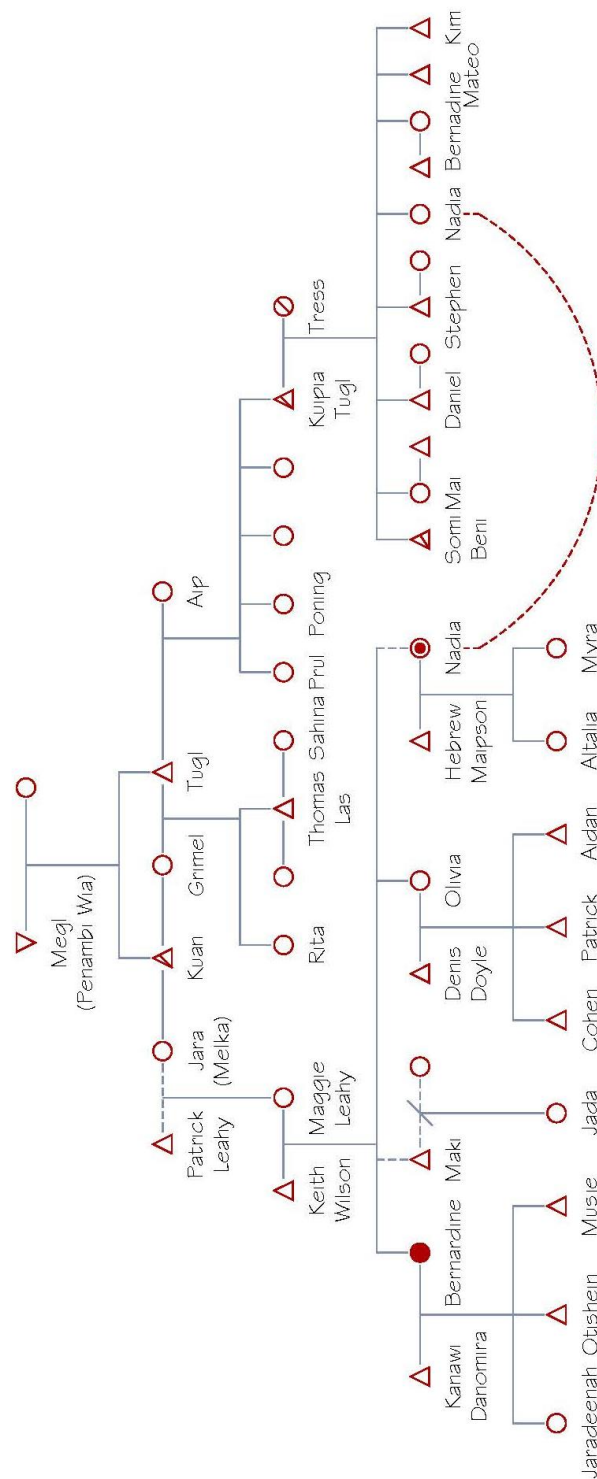 Megl
(Penambi Wia)
Patrick
Leahy
Jara
(Melka)
Kuan
Grimel
Tugl
Aip
Keith
Wilson
Maggie
Leahy
Rita
Thomas
Las
Sahina
Prul
Poning
Kuipia
Tugl
Tress
Kanawi
Danomira
Bernardine
Maki
Denis
Doyle
Olivia
Hebrew
Maipson
Nadia
Somi
Beni
Mai
Daniel
Stephen
Nadia
Bernadine
Mateo
Kim
Jaradeenah
Otishein
Musie
Jada
Cohen
Patrick
Aidan
Aitalia
Myra